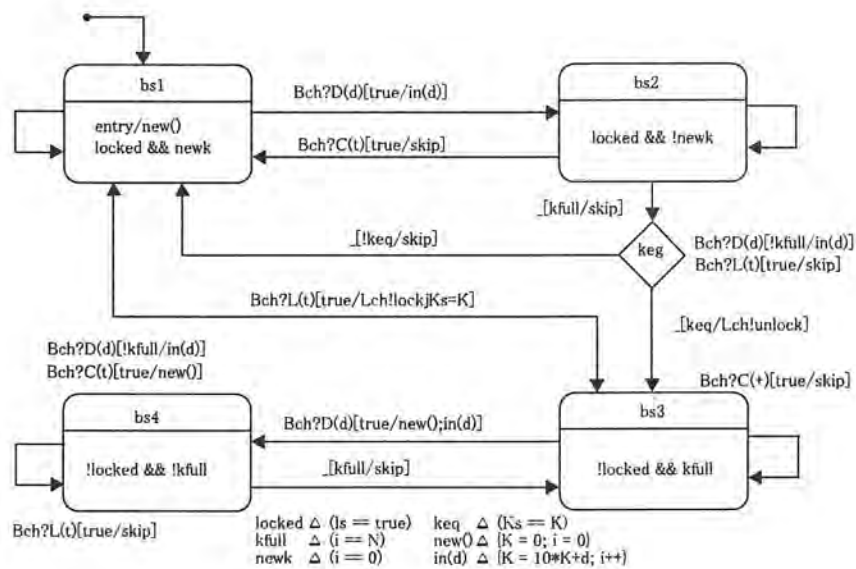 bs1
entry/new()
locked && newk
Bch?D(d)[true/in(d)]
Bch?C(t)[true/skip]
bs2
locked && !newk
_[kfull/skip]
_[!keq/skip]
keg
Bch?D(d)[!kfull/in(d)]
Bch?L(t)[true/skip]
Bch?L(t)[true/Lch!lockjKs=K]
_[keq/Lch!unlock]
Bch?D(d)[!kfull/in(d)]
Bch?C(t)[true/new()]
Bch?C(+)[true/skip]
bs4
!locked && !kfull
Bch?D(d)[true/new();in(d)]
_[kfull/skip]
bs3
!locked && kfull
Bch?L(t)[true/skip]
locked Δ (ls == true) keq Δ (Ks == K)
kfull Δ (i == N) new() Δ {K = 0; i = 0}
newk Δ (i == 0) in(d) Δ {K = 10*K+d; i++}